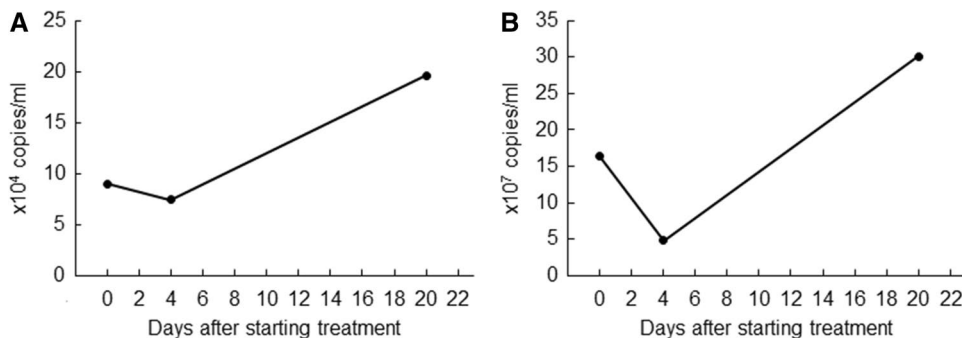 A
25
20
15
10
5
0
x10⁴ copies/ml
0 2 4 6 8 10 12 14 16 18 20 22
Days after starting treatment
B
35
30
25
20
15
10
5
0
x10⁷ copies/ml
0 2 4 6 8 10 12 14 16 18 20 22
Days after starting treatment